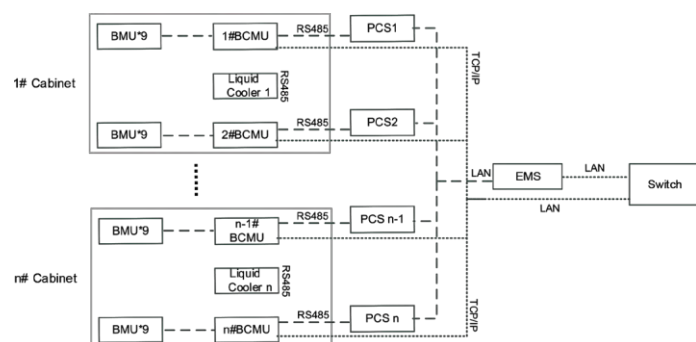 1# Cabinet
BMU*9
1#BCMU
RS485
PCS1
Liquid
Cooler 1
RS485
TCP/IP
BMU*9
2#BCMU
RS485
PCS2
LAN
EMS
LAN
Switch
LAN
n# Cabinet
BMU*9
n-1#
BCMU
RS485
PCS n-1
Liquid
Cooler n
RS485
TCP/IP
BMU*9
n#BCMU
RS485
PCS n